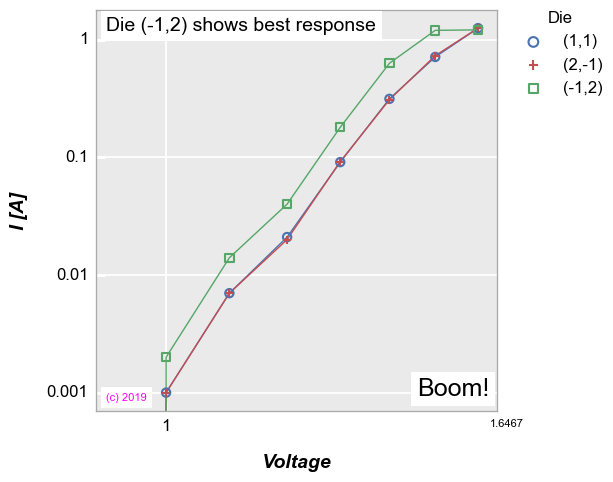 Die (-1,2) shows best response
Die
(1,1)
(2,-1)
(-1,2)
1
0.1
0.01
0.001
I [A]
Boom!
(c) 2019
1
1.6467
Voltage